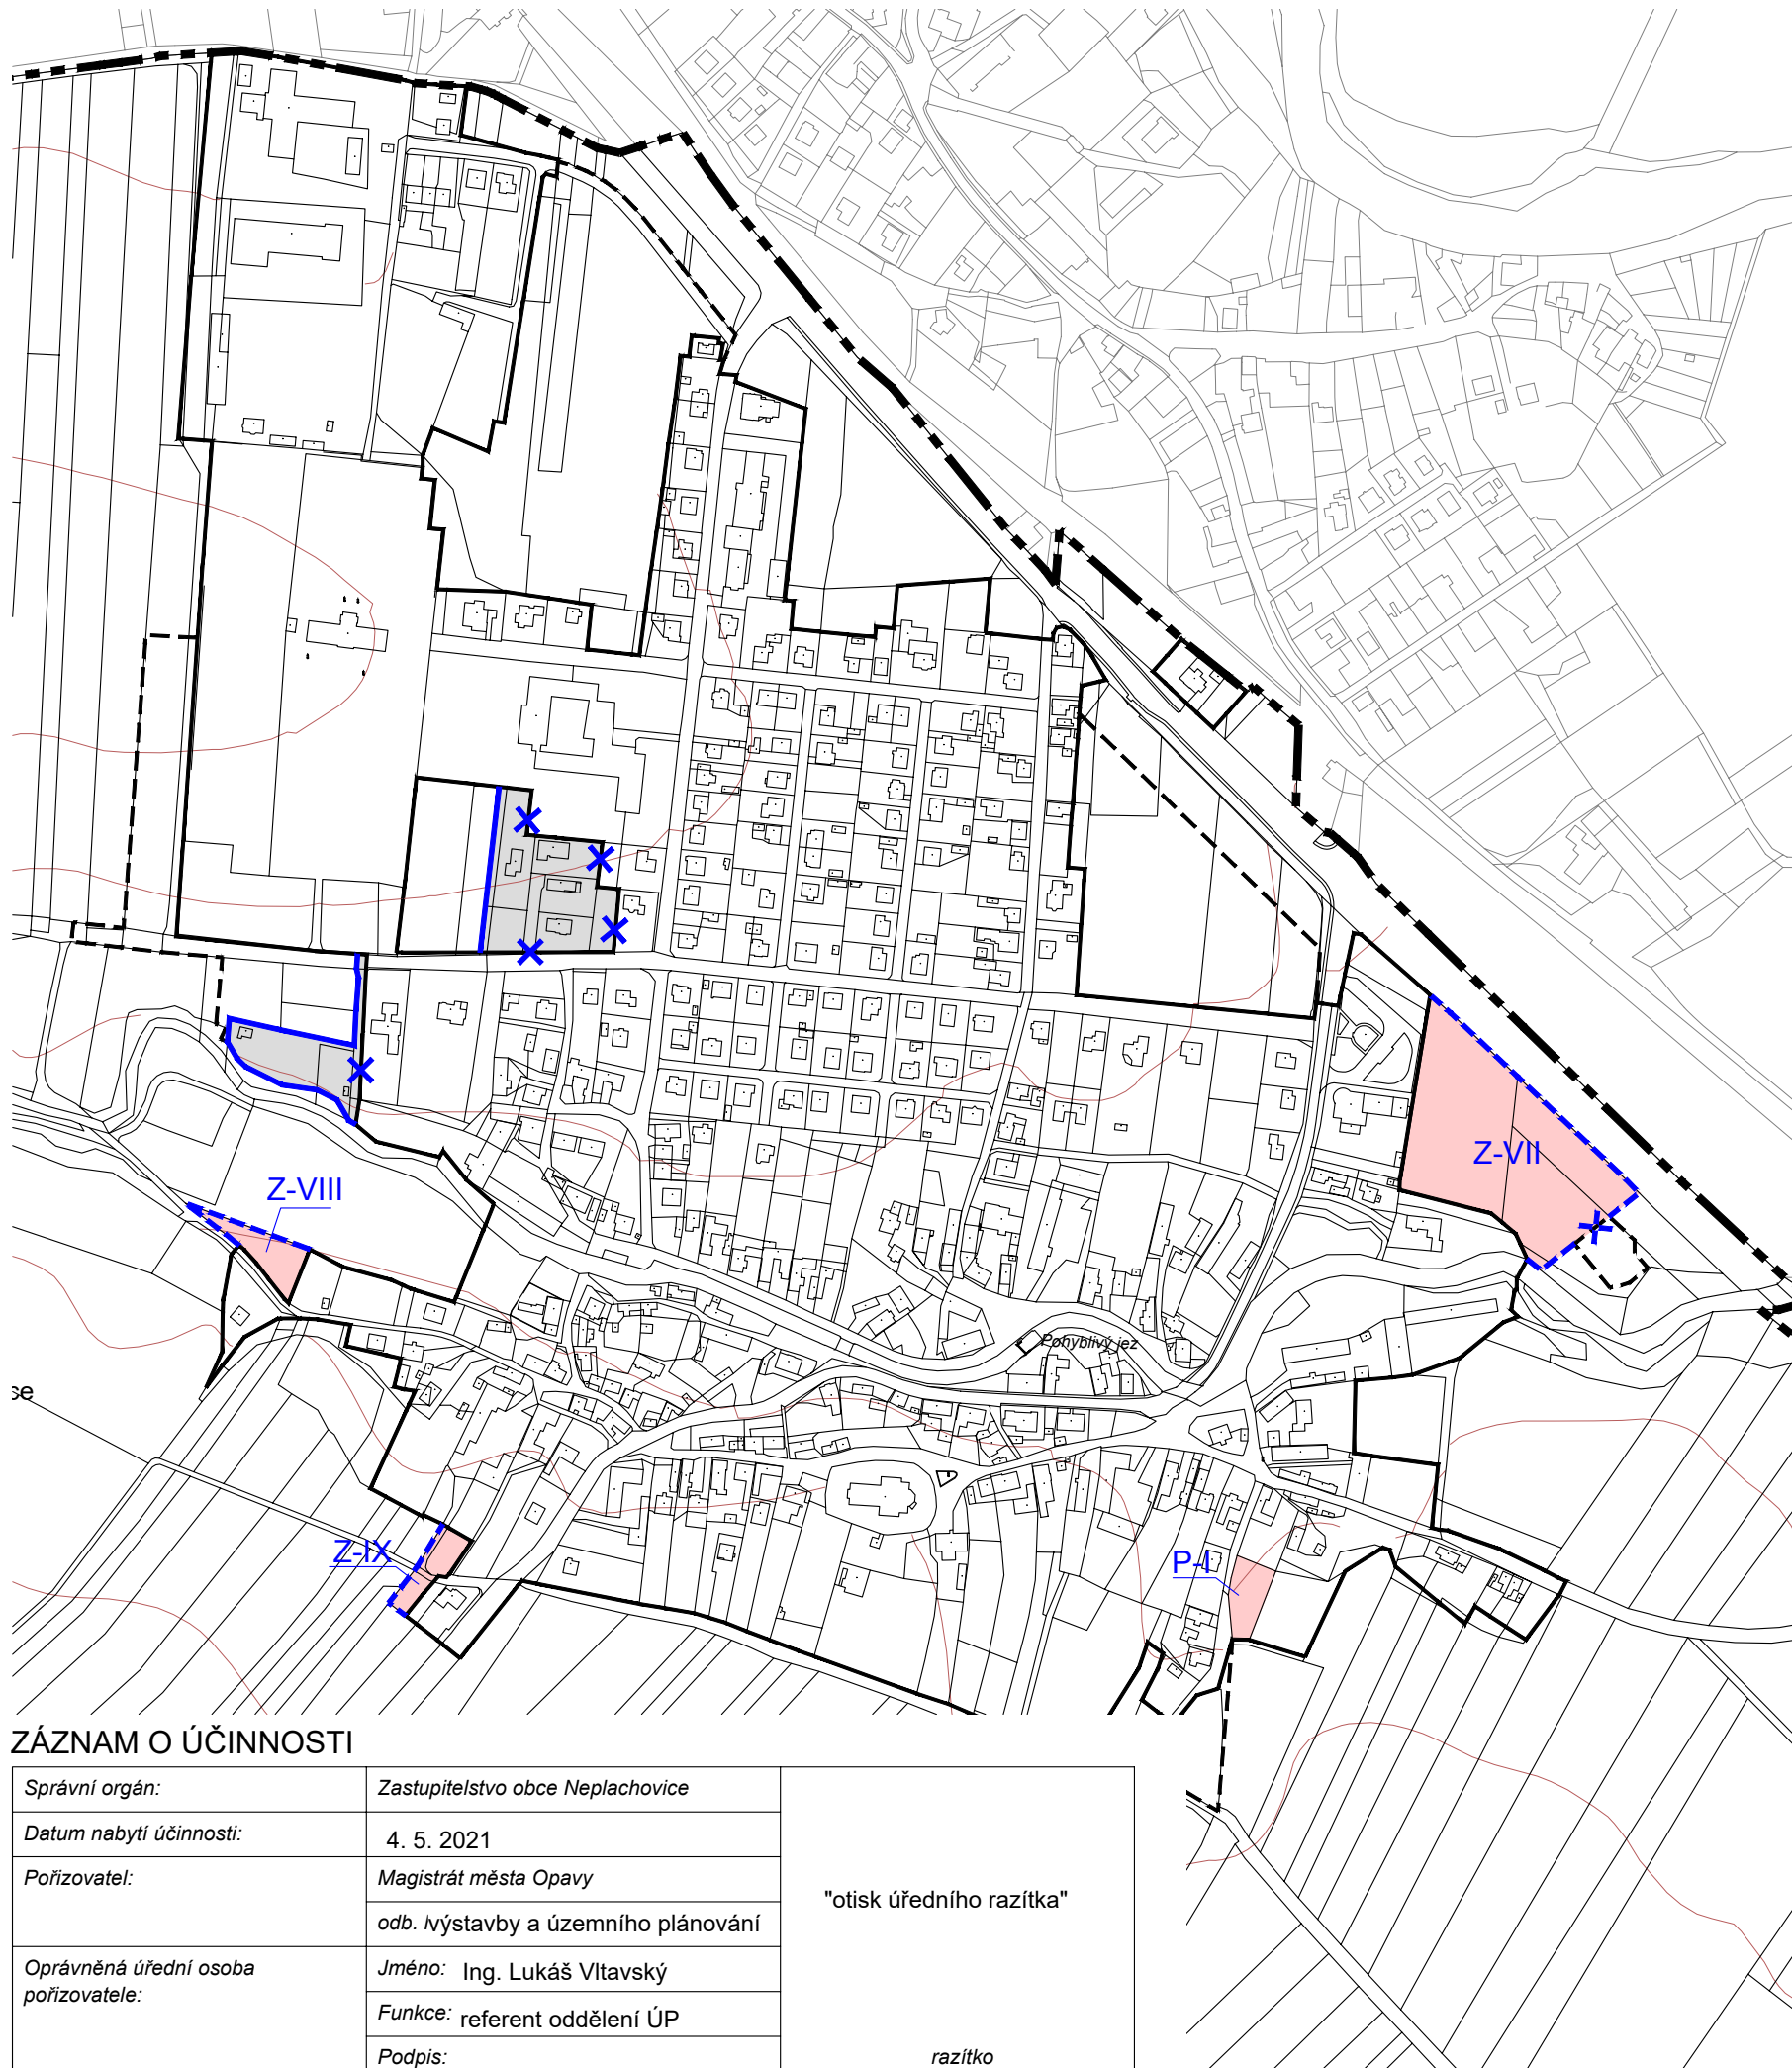 Z-VII
Z-VIII
Pohyblivý jez
se
Z-IX
P-I
ZÁZNAM O ÚČINNOSTI
Správní orgán:
Zastupitelstvo obce Neplachovice
Datum nabytí účinnosti:
4. 5. 2021
Pořizovatel:
Magistrát města Opavy
odb. výstavby a územního plánování
"otisk úředního razítka"
Oprávněná úřední osoba
pořizovatele:
Jméno: Ing. Lukáš Vltavský
Funkce: referent oddělení ÚP
Podpis:
razítko